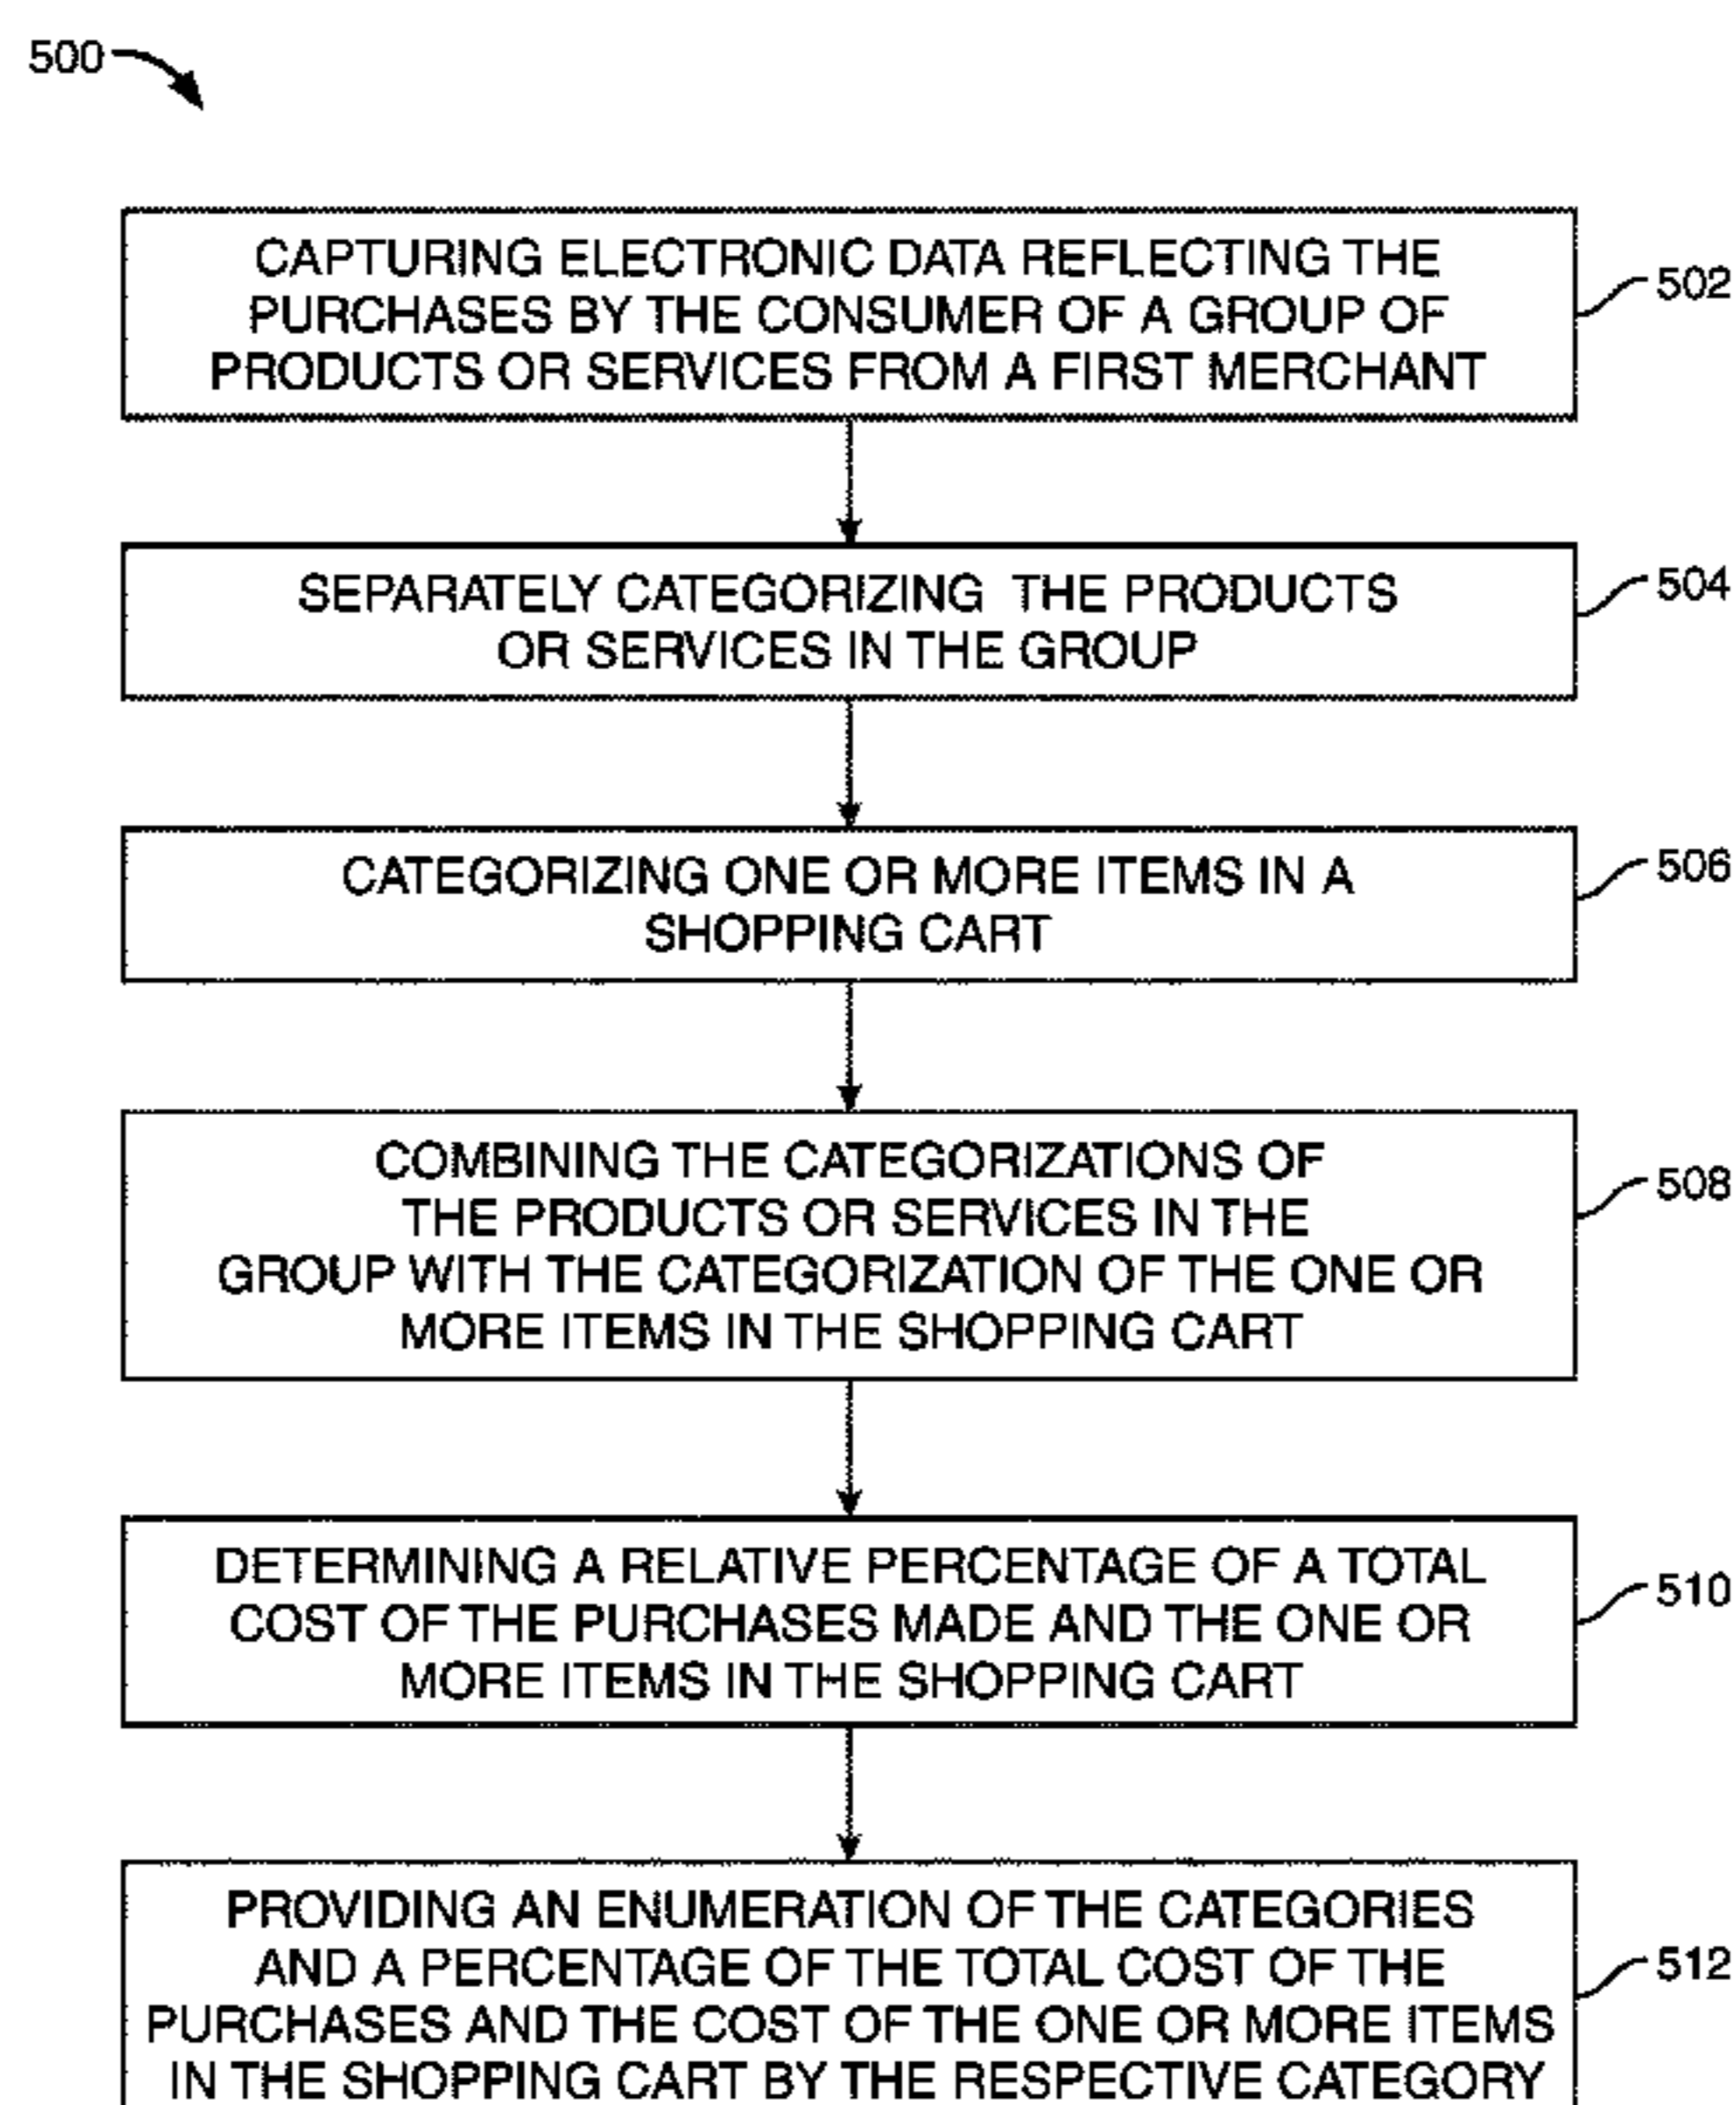 500
CAPTURING ELECTRONIC DATA REFLECTING THE
PURCHASES BY THE CONSUMER OF A GROUP OF
PRODUCTS OR SERVICES FROM A FIRST MERCHANT
502
SEPARATELY CATEGORIZING THE PRODUCTS
OR SERVICES IN THE GROUP
504
CATEGORIZING ONE OR MORE ITEMS IN A
SHOPPING CART
506
COMBINING THE CATEGORIZATIONS OF
THE PRODUCTS OR SERVICES IN THE
GROUP WITH THE CATEGORIZATION OF THE ONE OR
MORE ITEMS IN THE SHOPPING CART
508
DETERMINING A RELATIVE PERCENTAGE OF A TOTAL
COST OF THE PURCHASES MADE AND THE ONE OR
MORE ITEMS IN THE SHOPPING CART
510
PROVIDING AN ENUMERATION OF THE CATEGORIES
AND A PERCENTAGE OF THE TOTAL COST OF THE
PURCHASES AND THE COST OF THE ONE OR MORE ITEMS
IN THE SHOPPING CART BY THE RESPECTIVE CATEGORY
512